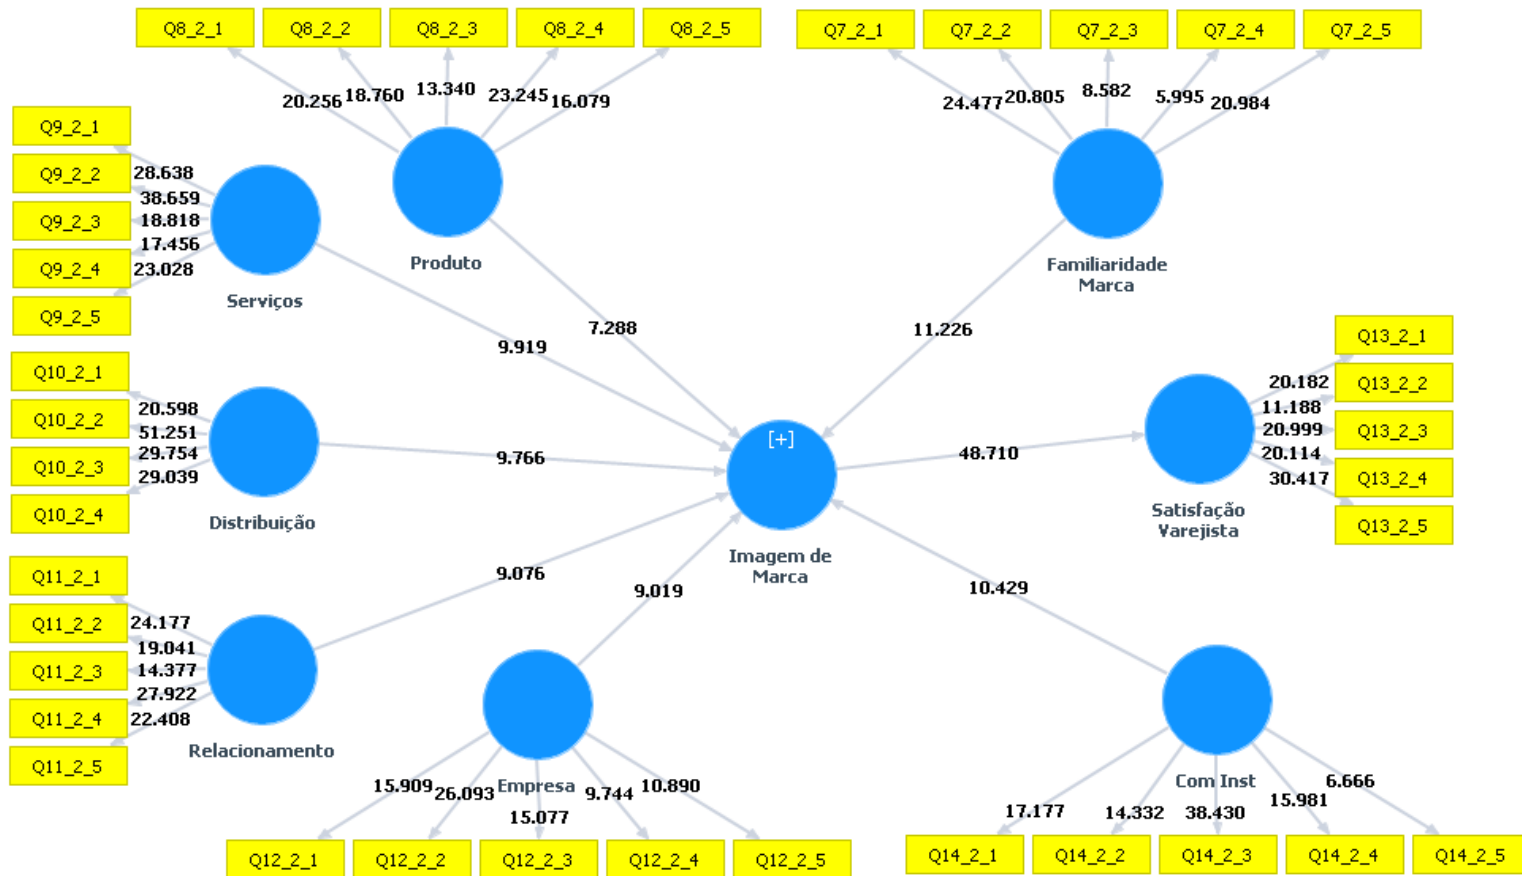 Q8_2_1
Q8_2_2
Q8_2_3
Q8_2_4
Q8_2_5
20.256
18.760
13.340
23.245
16.079
Produto
Q7_2_1
Q7_2_2
Q7_2_3
Q7_2_4
Q7_2_5
24.477
20.805
8.582
5.995
20.984
Familiaridade
Marca
Q9_2_1
Q9_2_2
Q9_2_3
Q9_2_4
Q9_2_5
28.638
38.659
18.818
17.456
23.028
Serviços
7.288
9.919
11.226
Q10_2_1
Q10_2_2
Q10_2_3
Q10_2_4
20.598
51.251
29.754
29.039
Distribuição
9.766
[+]
Imagem de
Marca
48.710
Q13_2_1
Q13_2_2
Q13_2_3
Q13_2_4
Q13_2_5
20.182
11.188
20.999
20.114
30.417
Satisfação
Varejista
Q11_2_1
Q11_2_2
Q11_2_3
Q11_2_4
Q11_2_5
24.177
19.041
14.377
27.922
22.408
Relacionamento
9.076
9.019
10.429
Empresa
15.909
26.093
15.077
9.744
10.890
Q12_2_1
Q12_2_2
Q12_2_3
Q12_2_4
Q12_2_5
Com Inst
17.177
14.332
38.430
15.981
6.666
Q14_2_1
Q14_2_2
Q14_2_3
Q14_2_4
Q14_2_5